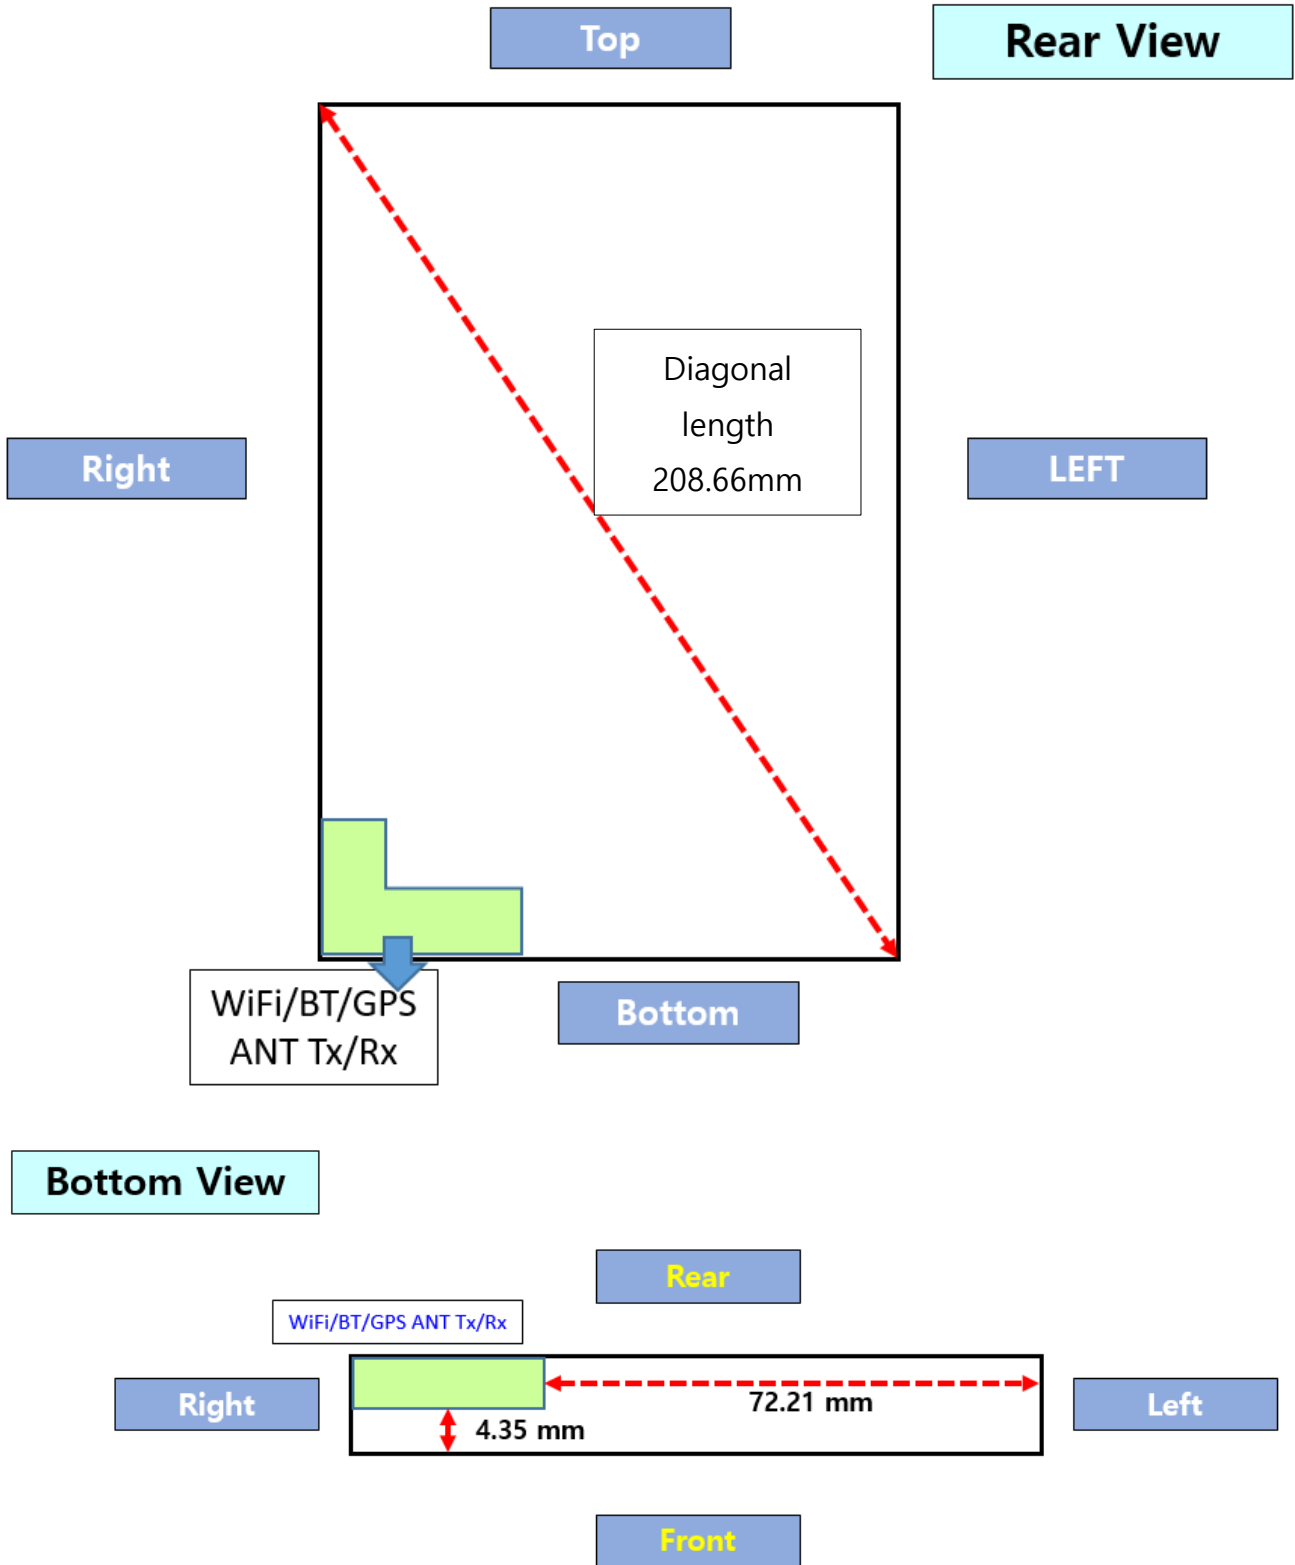 Top
Rear View
Diagonal
length
208.66mm
Right
LEFT
WiFi/BT/GPS
ANT Tx/Rx
Bottom
Bottom View
Rear
WiFi/BT/GPS ANT Tx/Rx
Right
72.21 mm
Left
4.35 mm
Front